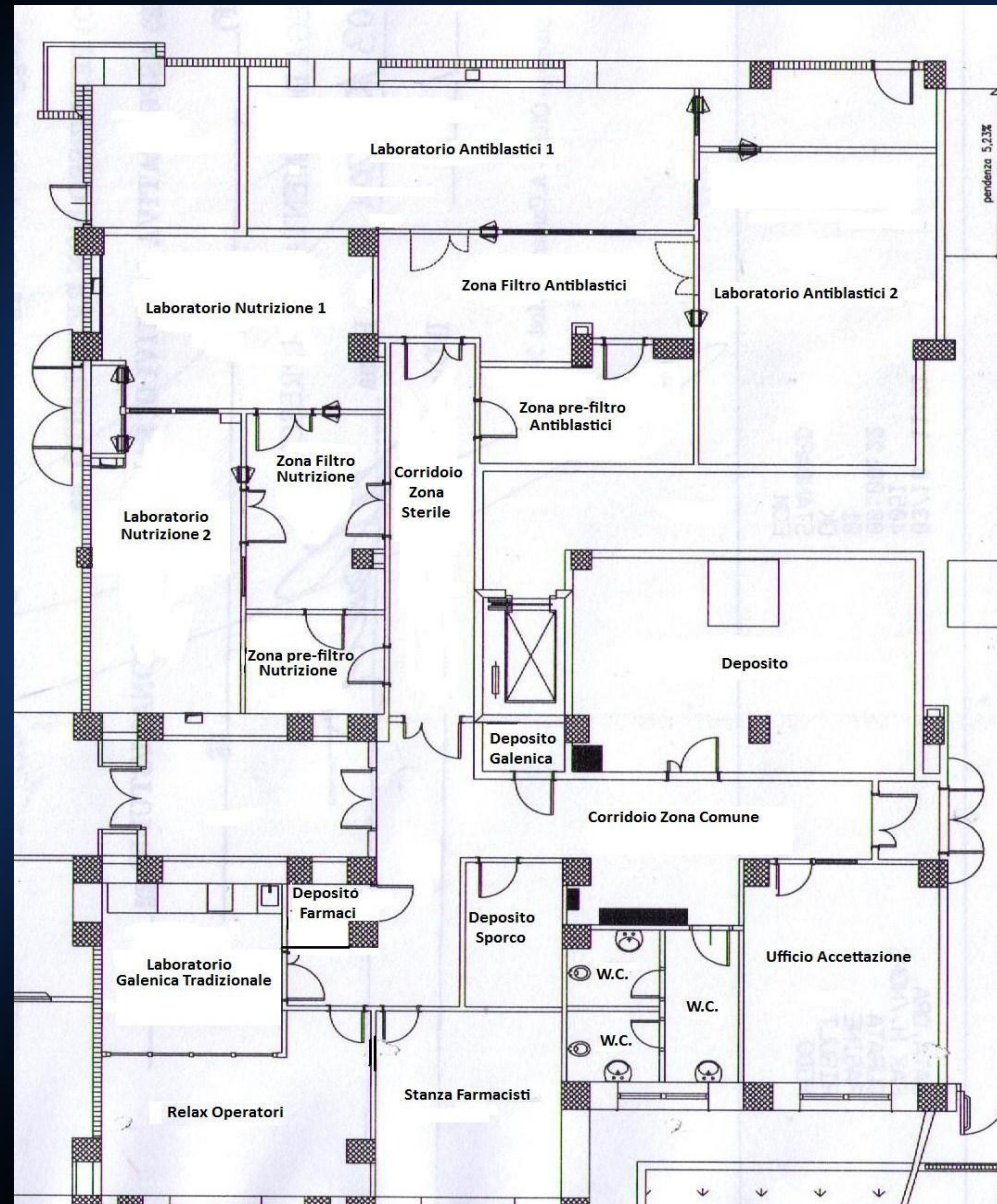 Laboratorio Antiblastici 1
pendenza 5,23%
Laboratorio Nutrizione 1
Zona Filtro Antiblastici
Laboratorio Antiblastici 2
Zona pre-filtro
Antiblastici
Zona Filtro
Nutrizione
Corridoio
Zona
Sterile
Laboratorio
Nutrizione 2
Zona pre-filtro
Nutrizione
Deposito
Deposito
Galenica
Corridoio Zona Comune
Deposito
Farmaci
Deposito
Sporco
Laboratorio
Galenica Tradizionale
W.C.
W.C.
W.C.
Ufficio Accettazione
Relax Operatori
Stanza Farmacisti